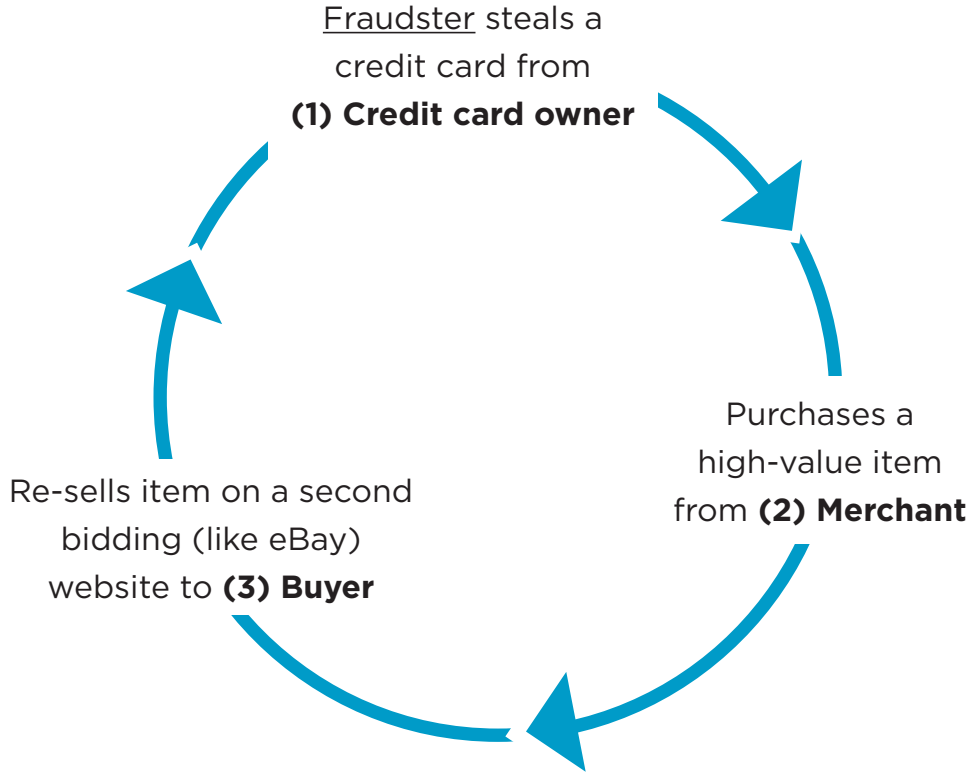 Fraudster steals a
credit card from
(1) Credit card owner
Purchases a
high-value item
from (2) Merchant
Re-sells item on a second
bidding (like eBay)
website to (3) Buyer